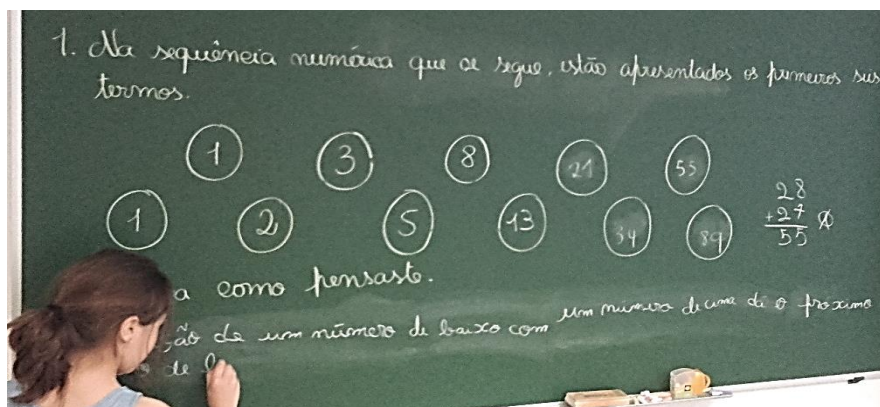 1. Na sequência numérica que se segue, estão apresentados os primeiros seis
termos.
1 3 8 21 55
1 2 5 13 34 89
28
+27
55
a como pensaste.
ão de um número de baixo com um número de cima dá o próximo
de